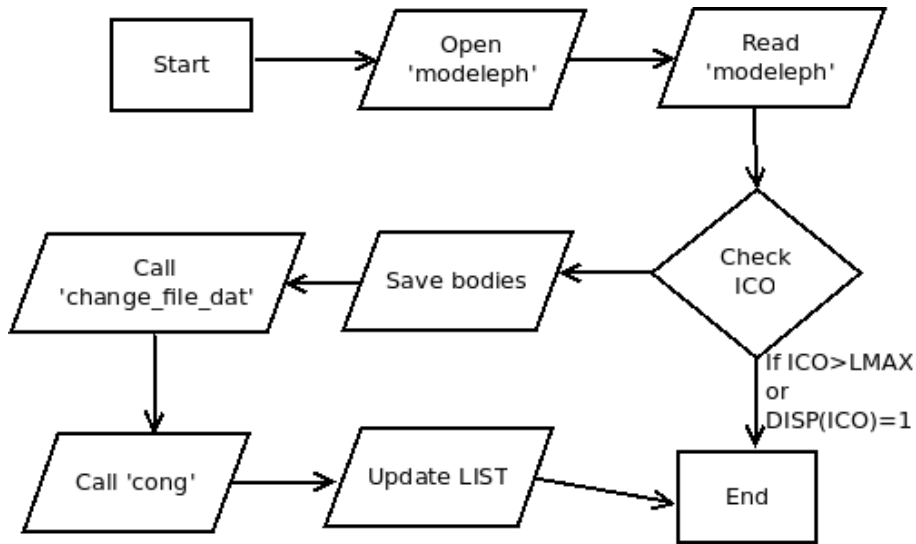 Start
Open
'modeleph'
Read
'modeleph'
Check
ICO
Save bodies
Call
'change_file_dat'
If ICO>LMAX
or
DISP(ICO)=1
Call 'cong'
Update LIST
End